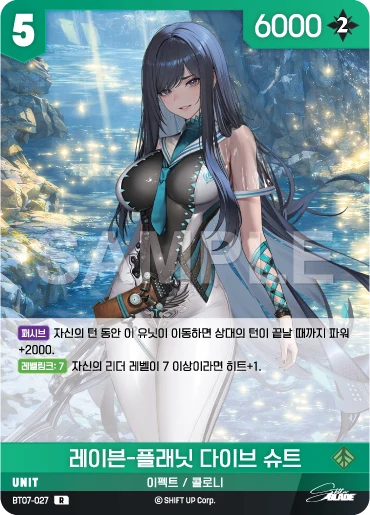 5
6000
2
SAMPLE
패시브 자신의 턴 동안 이 유닛이 이동하면 상대의 턴이 끝날 때까지 파워
+2000.
레벨링크: 7 자신의 리더 레벨이 7 이상이라면 히트+1.
레이븐-플래닛 다이브 슈트
UNIT
이펙트 / 콜로니
BT07-027 R
© SHIFT UP Corp.
Stellar BLADE